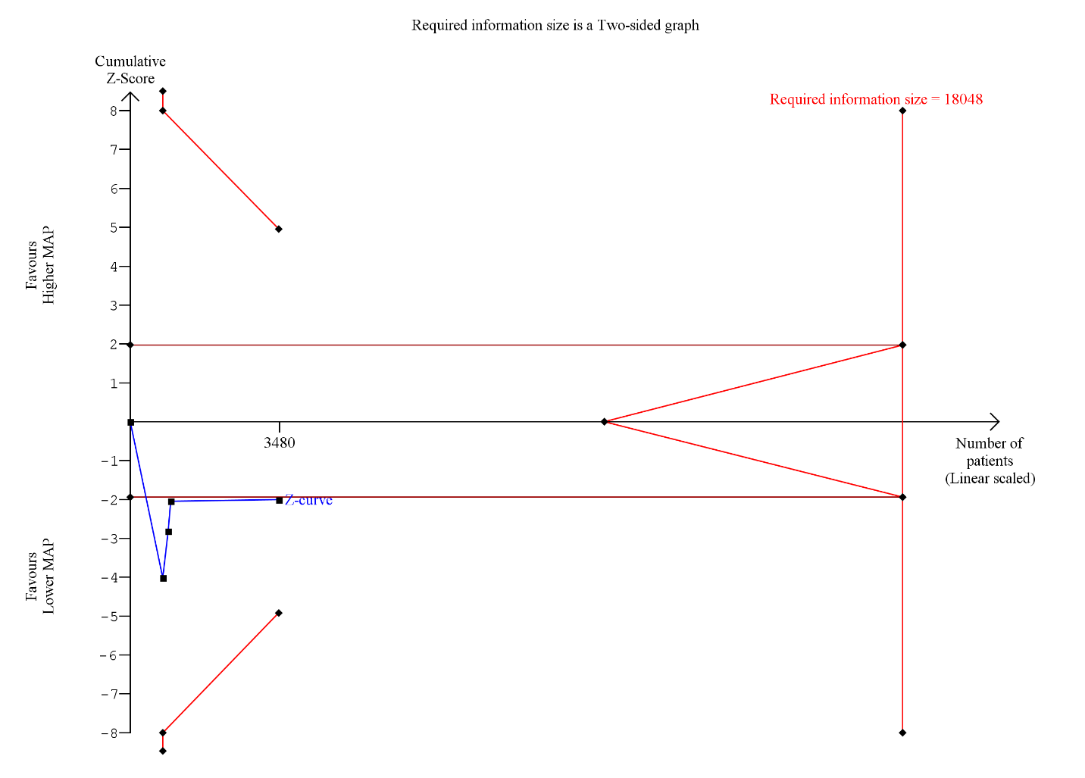 Required information size is a Two-sided graph
Cumulative
Z-Score
Required information size = 18048
8
7
6
5
4
3
2
1
-1
-2
-3
-4
-5
-6
-7
-8
Favours
Higher MAP
Favours
Lower MAP
3480
Z-curve
Number of
patients
(Linear scaled)